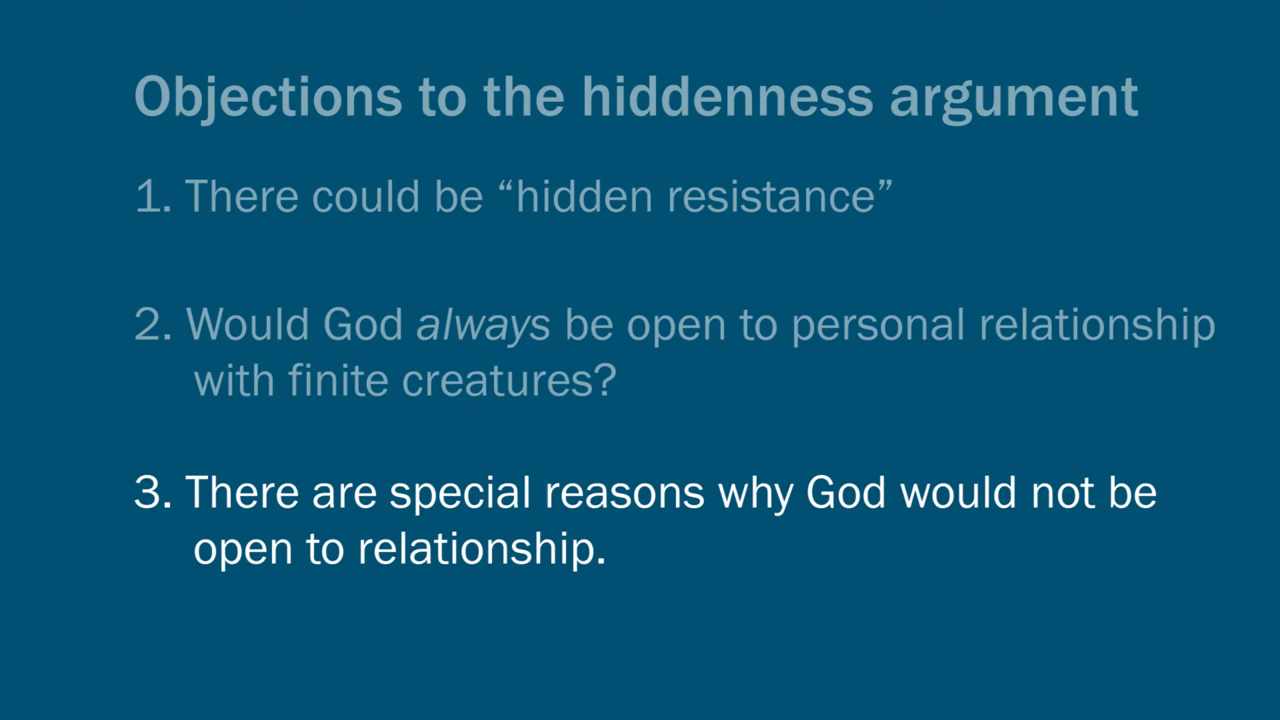 Objections to the hiddenness argument
1. There could be “hidden resistance”
2. Would God always be open to personal relationship
with finite creatures?
3. There are special reasons why God would not be
open to relationship.